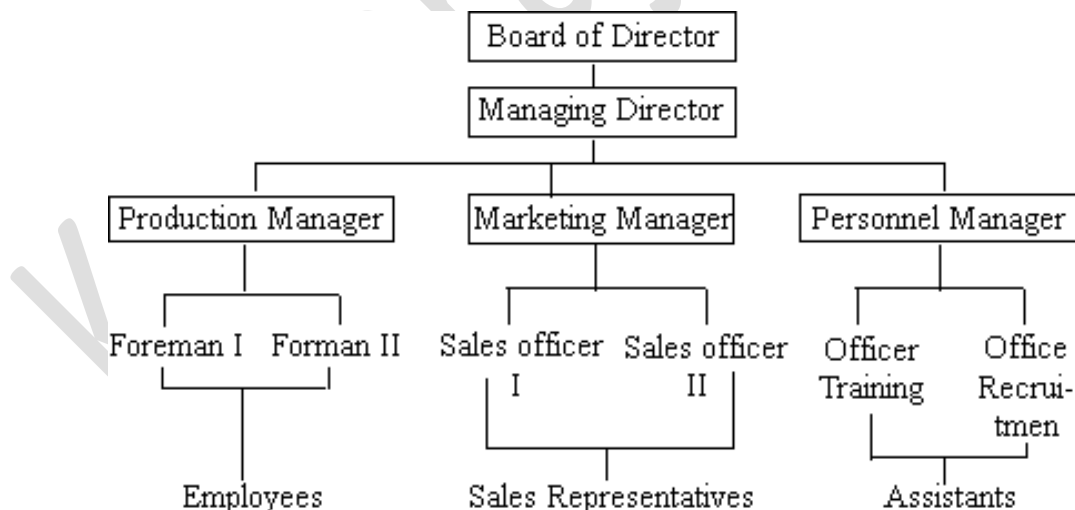 Board of Director
Managing Director
Production Manager
Marketing Manager
Personnel Manager
Foreman I
Forman II
Sales officer
I
Sales officer
II
Officer
Training
Office
Recrui-
tmen
Employees
Sales Representatives
Assistants